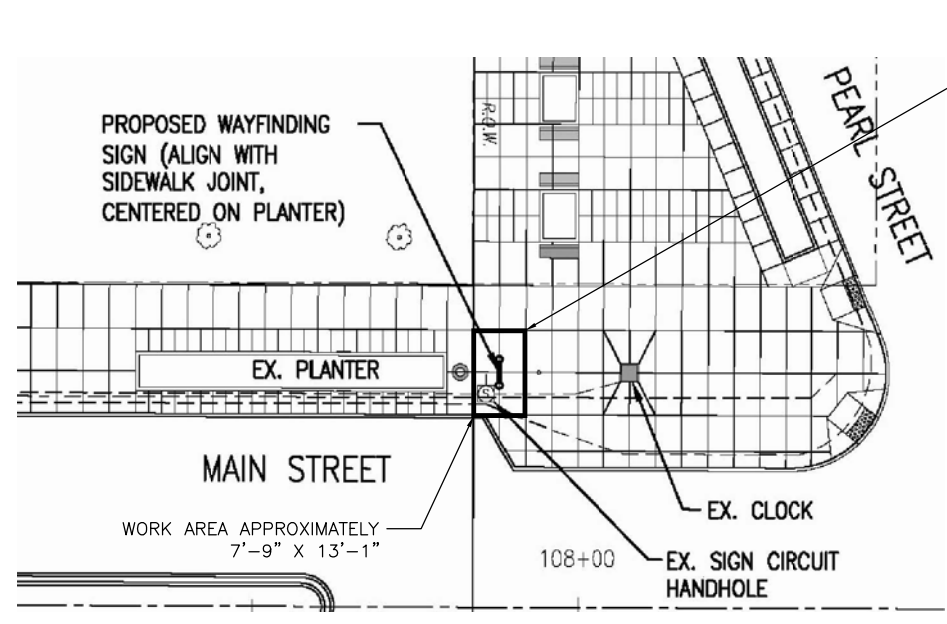 PROPOSED WAYFINDING
SIGN (ALIGN WITH
SIDEWALK JOINT,
CENTERED ON PLANTER)
R.O.W.
PEARL STREET
EX. PLANTER
G
MAIN STREET
WORK AREA APPROXIMATELY
7'-9" X 13'-1"
EX. CLOCK
108+00
EX. SIGN CIRCUIT
HANDHOLE